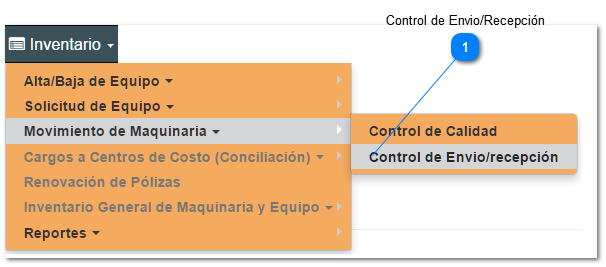 Control de Envio/Recepción
1
Inventario
Alta/Baja de Equipo
Solicitud de Equipo
Movimiento de Maquinaria
Control de Calidad
Cargos a Centros de Costo (Conciliación)
Control de Envio/recepción
Renovación de Pólizas
Inventario General de Maquinaria y Equipo
Reportes